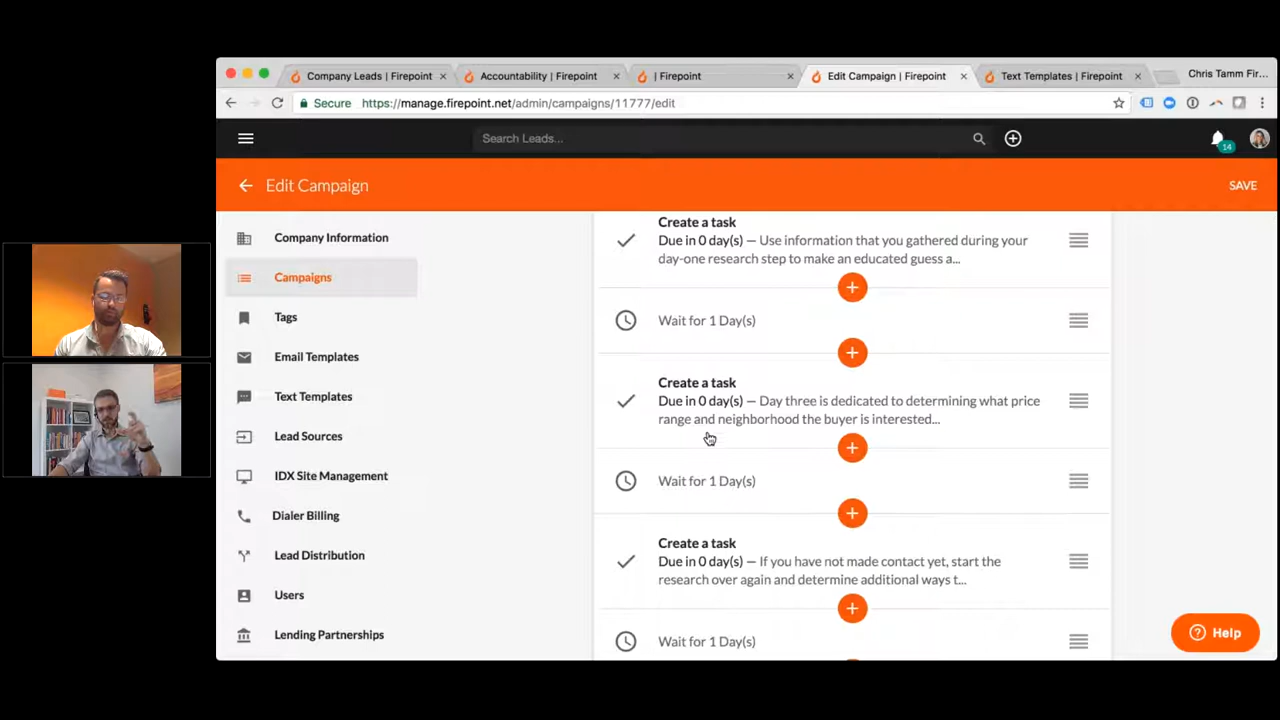 Company Leads | Firepoint
Accountability | Firepoint
| Firepoint
Edit Campaign | Firepoint
Text Templates | Firepoint
Chris Tamm Fir...
Secure
https://manage.firepoint.net/admin/campaigns/11777/edit
Search Leads...
14
Edit Campaign
SAVE
Company Information
Campaigns
Tags
Email Templates
Text Templates
Lead Sources
IDX Site Management
Dialer Billing
Lead Distribution
Users
Lending Partnerships
Create a task
Due in 0 day(s) — Use information that you gathered during your
day-one research step to make an educated guess a...
Wait for 1 Day(s)
Create a task
Due in 0 day(s) — Day three is dedicated to determining what price
range and neighborhood the buyer is interested...
Wait for 1 Day(s)
Create a task
Due in 0 day(s) — If you have not made contact yet, start the
research over again and determine additional ways t...
Wait for 1 Day(s)
Help